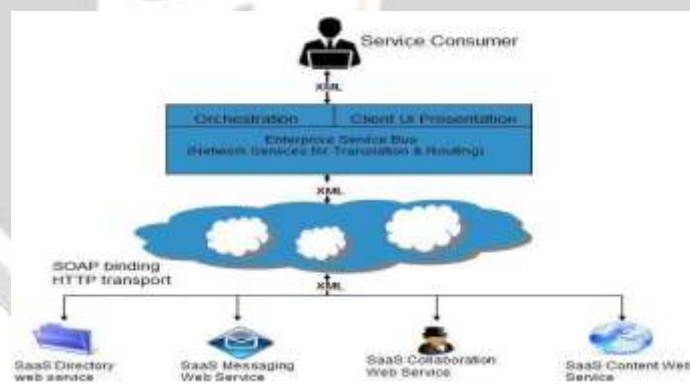 Service Consumer
XML
Orchestration
Client UI Presentation
Enterprise Service Bus
(Network Services for Translation & Routing)
XML
SOAP binding
HTTP transport
XML
SaaS Directory
web service
SaaS Messaging
Web Service
SaaS Collaboration
Web Service
SaaS Content Web
Service